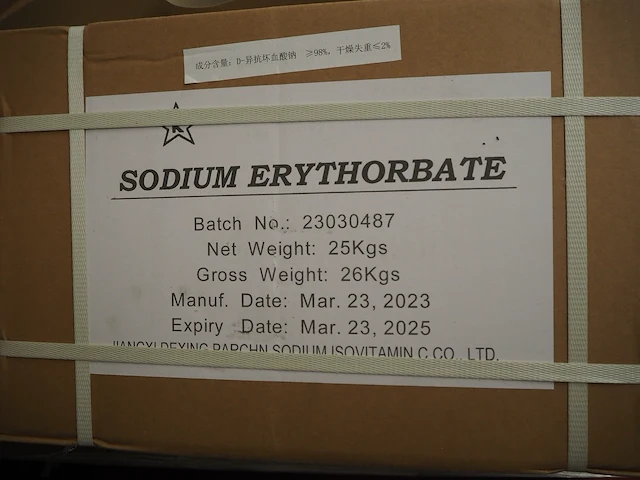 成分含量：D-异抗坏血酸钠 ≥98%，干燥失重≤2%
K
SODIUM ERYTHORBATE
Batch No.: 23030487
Net Weight: 25Kgs
Gross Weight: 26Kgs
Manuf. Date: Mar. 23, 2023
Expiry Date: Mar. 23, 2025
JIANGXI DEXING PARCHN SODIUM ISOVITAMIN C CO., LTD.